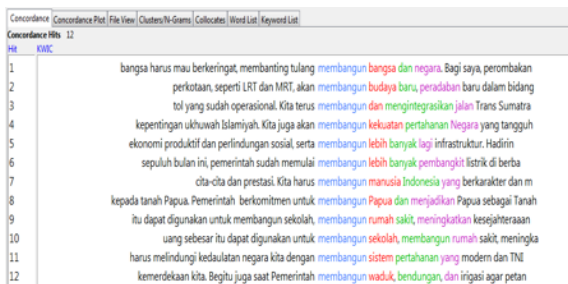 Concordance Concordance Plot File View Clusters/N-Grams Collocates Word List Keyword List
Concordance Hits 12
Hit KWIC
1 bangsa harus mau berkeringat, membanting tulang membangun bangsa dan negara. Bagi saya, perombakan
2 perkotaan, seperti LRT dan MRT, akan membangun budaya baru, peradaban baru dalam bidang
3 tol yang sudah operasional. Kita terus membangun dan mengintegrasikan jalan Trans Sumatra
4 kepentingan ukhuwah Islamiyah. Kita juga akan membangun kekuatan pertahanan Negara yang tangguh
5 ekonomi produktif dan perlindungan sosial, serta membangun lebih banyak lagi infrastruktur. Hadirin
6 sepuluh bulan ini, pemerintah sudah memulai membangun lebih banyak pembangkit listrik di berba
7 cita-cita dan prestasi. Kita harus membangun manusia Indonesia yang berkarakter dan m
8 kepada tanah Papua. Pemerintah berkomitmen untuk membangun Papua dan menjadikan Papua sebagai Tanah
9 itu dapat digunakan untuk membangun sekolah, membangun rumah sakit, meningkatkan kesejahteraaan
10 uang sebesar itu dapat digunakan untuk membangun sekolah, membangun rumah sakit, meningka
11 harus melindungi kedaulatan negara kita dengan membangun sistem pertahanan yang modern dan TNI
12 kemerdekaan kita. Begitu juga saat Pemerintah membangun waduk, bendungan, dan irigasi agar petan